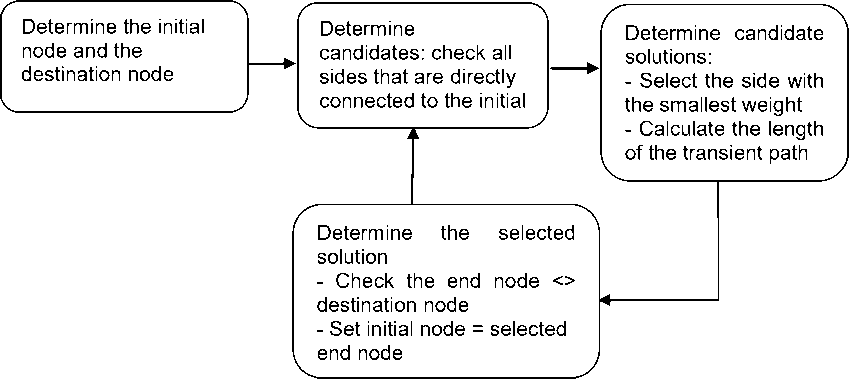 Determine the initial
node and the
destination node
Determine
candidates: check all
sides that are directly
connected to the initial
Determine candidate
solutions:
- Select the side with
the smallest weight
- Calculate the length
of the transient path
Determine the selected
solution
- Check the end node <>
destination node
- Set initial node = selected
end node